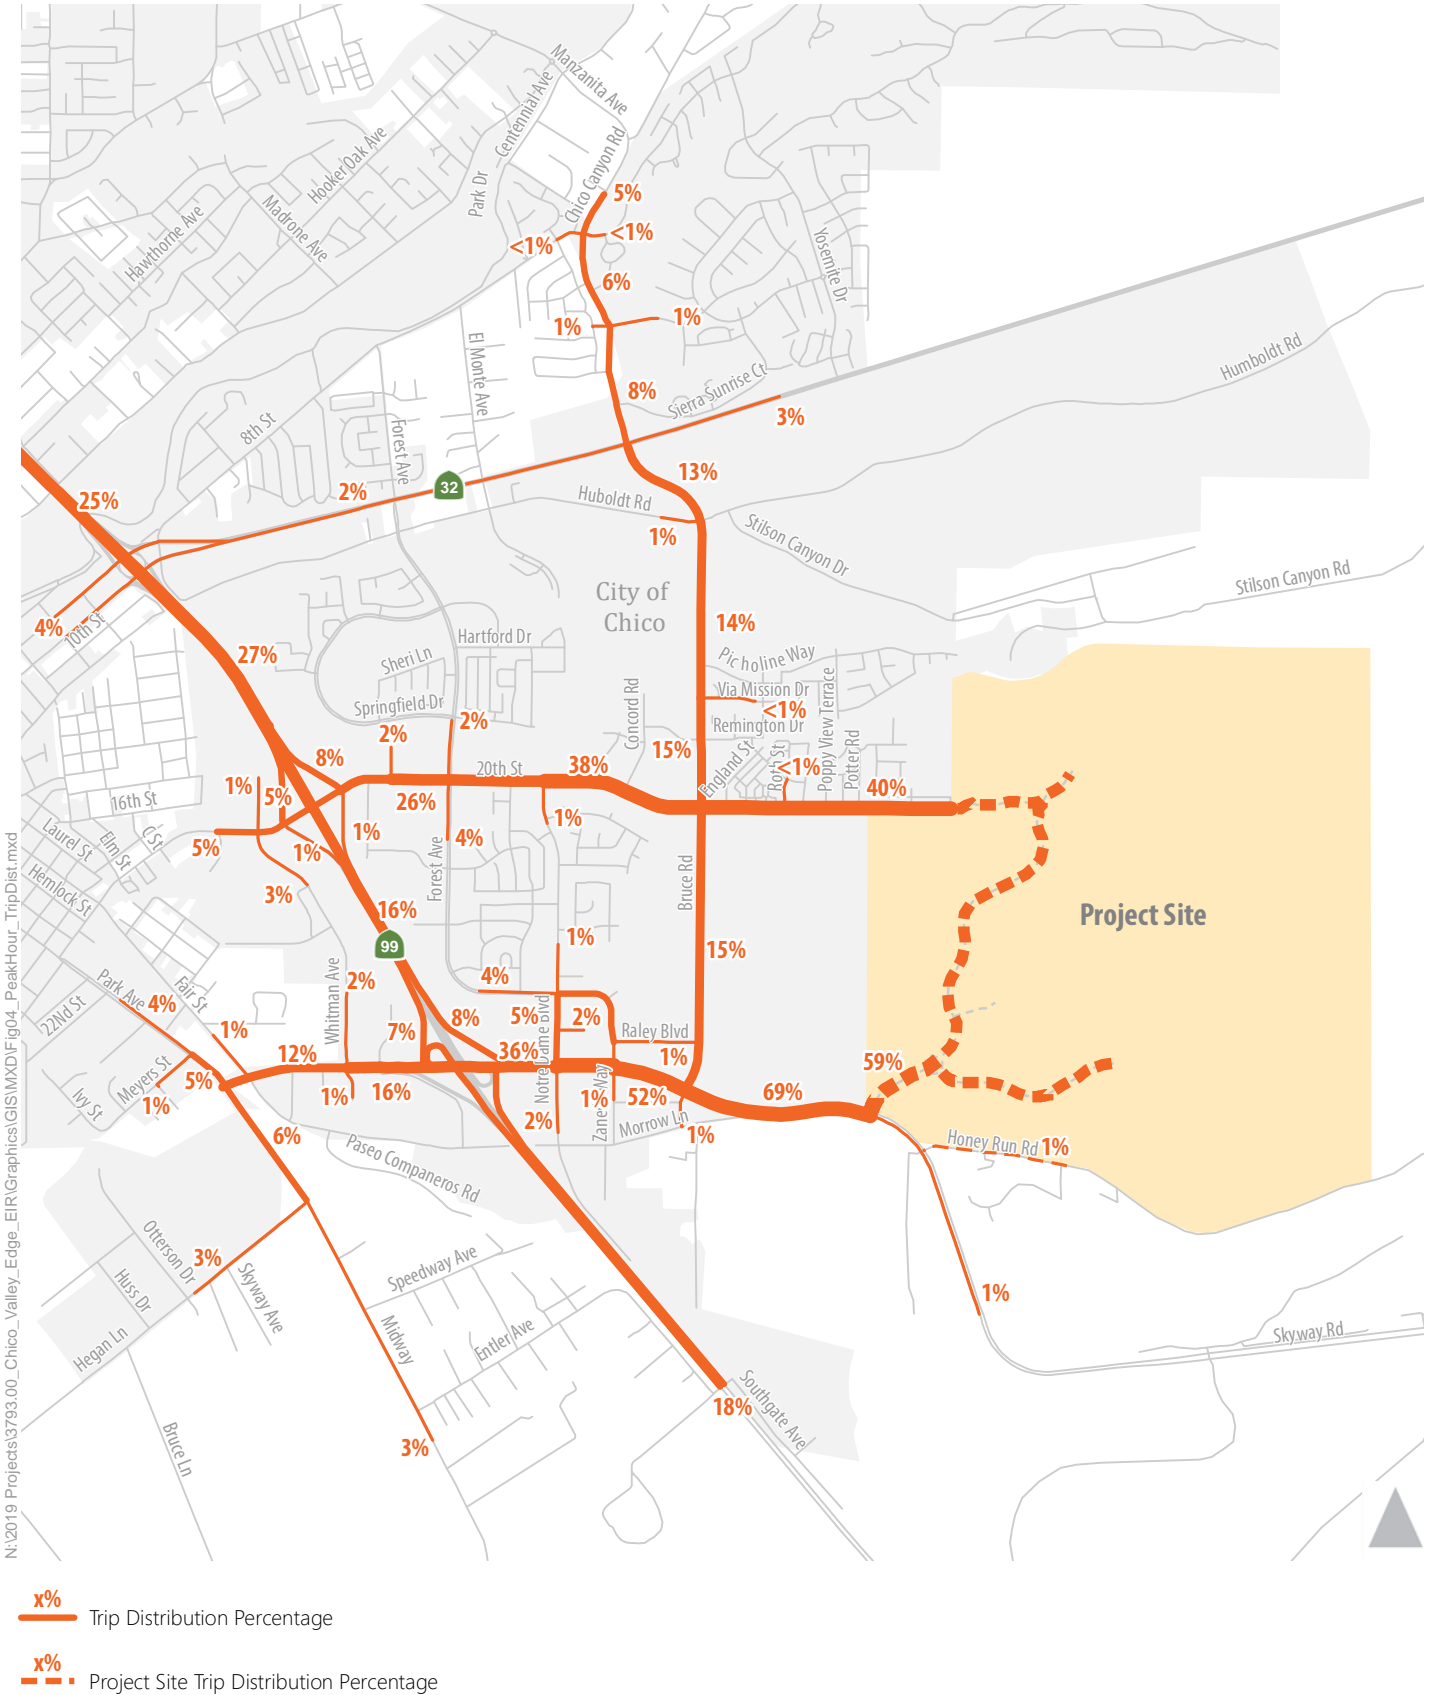 Manzanita Ave
Centennial Ave
Hooker Oak Ave
Park Dr
Chico Canyon Rd
5%
Madrone Ave
Hawthorne Ave
<1%
<1%
Yosemite Dr
6%
1%
1%
El Monte Ave
Humboldt Rd
8%
Sierra Sunrise Ct
3%
8th St
Forest Ave
13%
32
2%
25%
Huboldt Rd
1%
Stilson Canyon Dr
Stilson Canyon Rd
City of
Chico
14%
4%
10th St
Hartford Dr
27%
Sheri Ln
Picholine Way
Via Mission Dr
<1%
Springfield Dr
2%
Concord Rd
Remington Dr
Poppy View Terrace
2%
15%
8%
20th St
38%
England St
Roth St
<1%
Potter Rd
40%
1%
5%
26%
16th St
1%
1%
4%
5%
1%
Laurel St
Elm St
C St
Hemlock St
3%
Forest Ave
Bruce Rd
16%
Project Site
99
1%
15%
Whitman Ave
2%
4%
Park Ave
4%
Fair St
22Nd St
1%
7%
8%
5%
Notre Dame Blvd
2%
Raley Blvd
12%
36%
1%
59%
Meyers St
5%
1%
1%
16%
1%
Zanella Way
52%
69%
Ivy St
2%
Morrow Ln
1%
6%
Paseo Companeros Rd
Honey Run Rd
1%
Otterson Dr
3%
Huss Dr
Skyway Ave
Speedway Ave
1%
Hegan Ln
Midway
Entler Ave
Skyway Rd
18%
Southgate Ave
Bruce Ln
3%
N:\2019 Projects\3793.00_Chico_Valley_Edge_EIR\Graphics\GIS\MXD\Fig04_PeakHour_TripDist.mxd
x%
Trip Distribution Percentage
x%
Project Site Trip Distribution Percentage